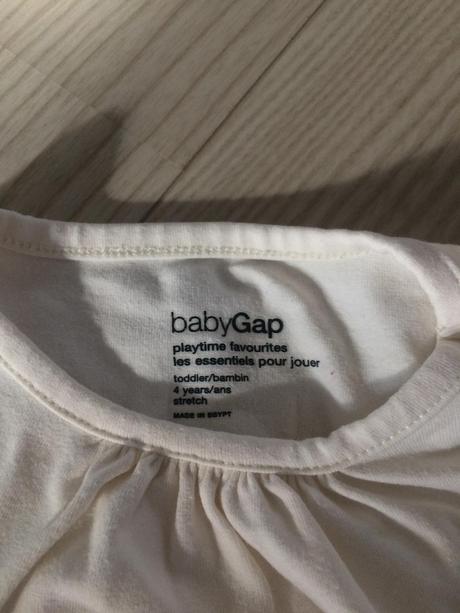 babyGap
playtime favourites
les essentiels pour jouer
toddler/bambin
4 years/ans
stretch
MADE IN EGYPT